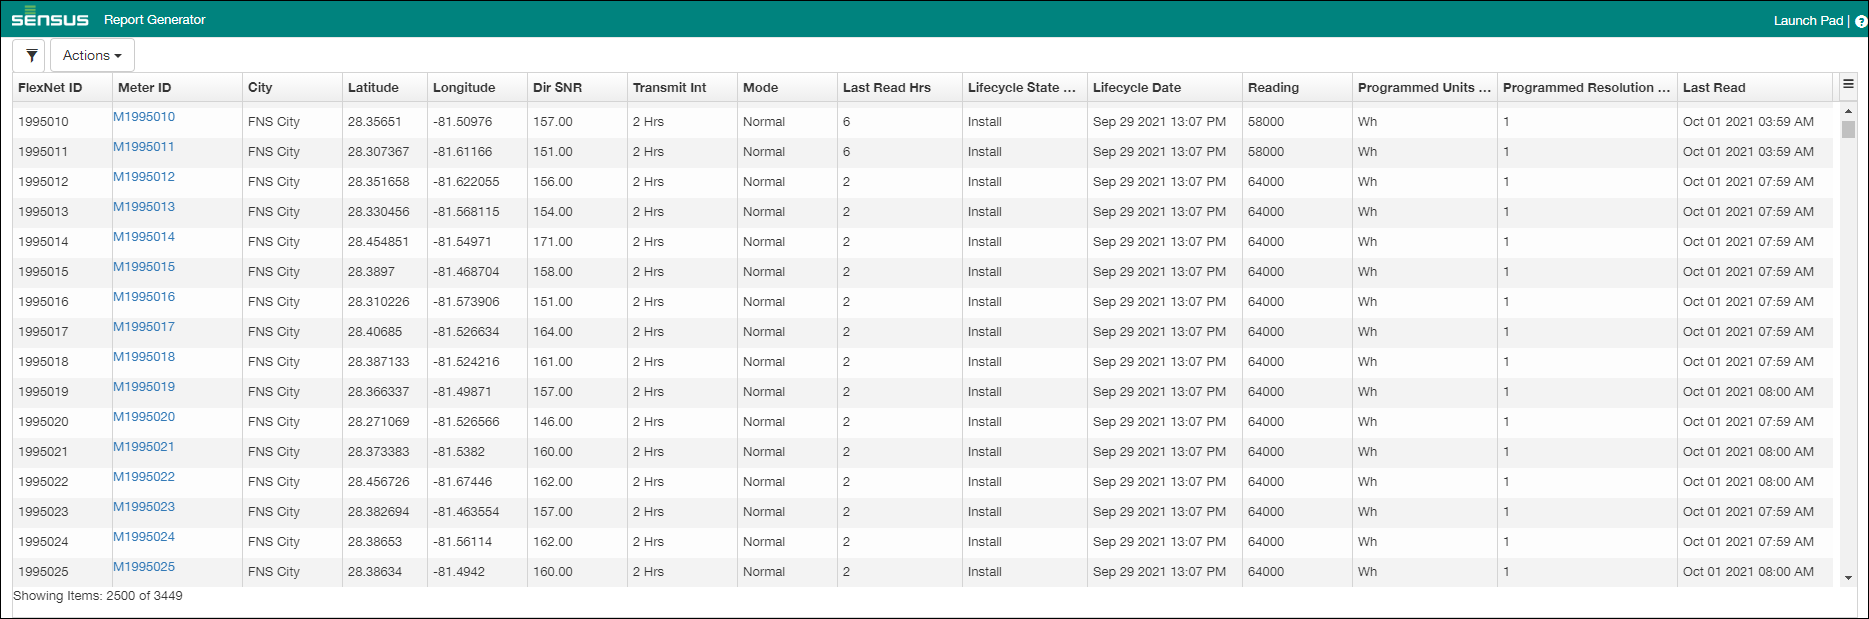 sensus Report Generator Launch Pad | ?
Actions
FlexNet ID Meter ID City Latitude Longitude Dir SNR Transmit Int Mode Last Read Hrs Lifecycle State ... Lifecycle Date Reading Programmed Units ... Programmed Resolution ... Last Read
1995010 M1995010 FNS City 28.35651 -81.50976 157.00 2 Hrs Normal 6 Install Sep 29 2021 13:07 PM 58000 Wh 1 Oct 01 2021 03:59 AM
1995011 M1995011 FNS City 28.307367 -81.61166 151.00 2 Hrs Normal 6 Install Sep 29 2021 13:07 PM 58000 Wh 1 Oct 01 2021 03:59 AM
1995012 M1995012 FNS City 28.351658 -81.622055 156.00 2 Hrs Normal 2 Install Sep 29 2021 13:07 PM 64000 Wh 1 Oct 01 2021 07:59 AM
1995013 M1995013 FNS City 28.330456 -81.568115 154.00 2 Hrs Normal 2 Install Sep 29 2021 13:07 PM 64000 Wh 1 Oct 01 2021 07:59 AM
1995014 M1995014 FNS City 28.454851 -81.54971 171.00 2 Hrs Normal 2 Install Sep 29 2021 13:07 PM 64000 Wh 1 Oct 01 2021 07:59 AM
1995015 M1995015 FNS City 28.3897 -81.468704 158.00 2 Hrs Normal 2 Install Sep 29 2021 13:07 PM 64000 Wh 1 Oct 01 2021 07:59 AM
1995016 M1995016 FNS City 28.310226 -81.573906 151.00 2 Hrs Normal 2 Install Sep 29 2021 13:07 PM 64000 Wh 1 Oct 01 2021 07:59 AM
1995017 M1995017 FNS City 28.40685 -81.526634 164.00 2 Hrs Normal 2 Install Sep 29 2021 13:07 PM 64000 Wh 1 Oct 01 2021 07:59 AM
1995018 M1995018 FNS City 28.387133 -81.524216 161.00 2 Hrs Normal 2 Install Sep 29 2021 13:07 PM 64000 Wh 1 Oct 01 2021 07:59 AM
1995019 M1995019 FNS City 28.366337 -81.49871 157.00 2 Hrs Normal 2 Install Sep 29 2021 13:07 PM 64000 Wh 1 Oct 01 2021 08:00 AM
1995020 M1995020 FNS City 28.271069 -81.526566 146.00 2 Hrs Normal 2 Install Sep 29 2021 13:07 PM 64000 Wh 1 Oct 01 2021 07:59 AM
1995021 M1995021 FNS City 28.373383 -81.5382 160.00 2 Hrs Normal 2 Install Sep 29 2021 13:07 PM 64000 Wh 1 Oct 01 2021 08:00 AM
1995022 M1995022 FNS City 28.456726 -81.67446 162.00 2 Hrs Normal 2 Install Sep 29 2021 13:07 PM 64000 Wh 1 Oct 01 2021 08:00 AM
1995023 M1995023 FNS City 28.382694 -81.463554 157.00 2 Hrs Normal 2 Install Sep 29 2021 13:07 PM 64000 Wh 1 Oct 01 2021 07:59 AM
1995024 M1995024 FNS City 28.38653 -81.56114 162.00 2 Hrs Normal 2 Install Sep 29 2021 13:07 PM 64000 Wh 1 Oct 01 2021 07:59 AM
1995025 M1995025 FNS City 28.38634 -81.4942 160.00 2 Hrs Normal 2 Install Sep 29 2021 13:07 PM 64000 Wh 1 Oct 01 2021 08:00 AM
Showing Items: 2500 of 3449